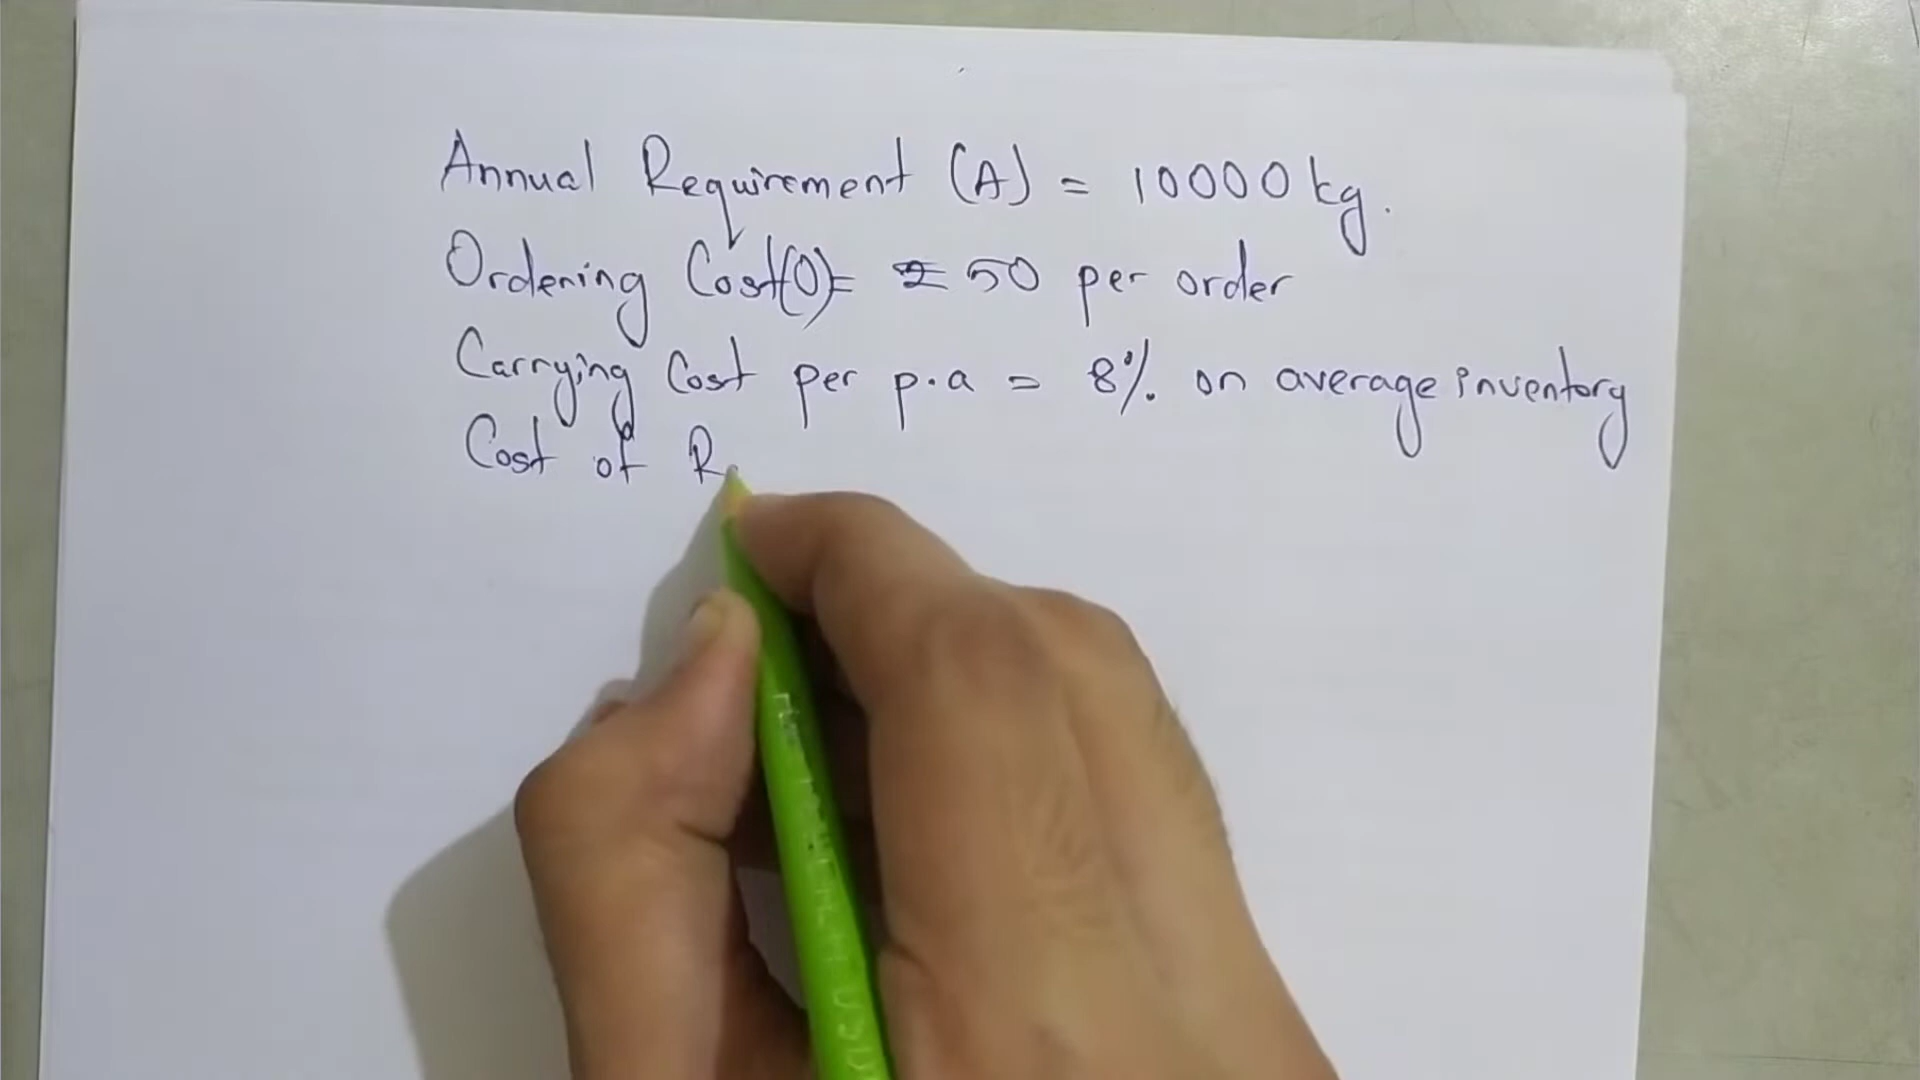 Annual Requirement (A) = 10000 kg.
Ordering Cost(O) = 50 per order
Carrying Cost per p.a = 8% on average inventory
Cost of R